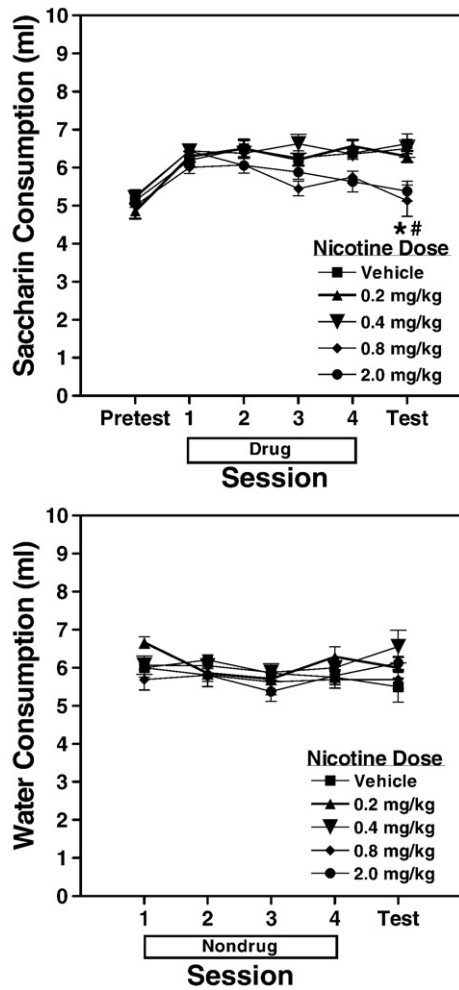 10
9
8
7
6
5
4
3
2
1
0
Saccharin Consumption (ml)
*#
Nicotine Dose
Vehicle
0.2 mg/kg
0.4 mg/kg
0.8 mg/kg
2.0 mg/kg
Pretest 1 2 3 4 Test
Drug
Session
10
9
8
7
6
5
4
3
2
1
0
Water Consumption (ml)
Nicotine Dose
Vehicle
0.2 mg/kg
0.4 mg/kg
0.8 mg/kg
2.0 mg/kg
1 2 3 4 Test
Nondrug
Session